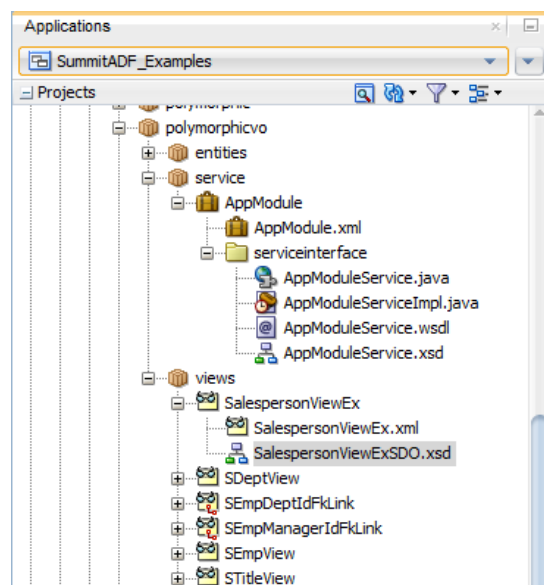 Applications
SummitADF_Examples
Projects
polymorphic
polymorphicvo
entities
service
AppModule
AppModule.xml
serviceinterface
AppModuleService.java
AppModuleServiceImpl.java
AppModuleService.wsdl
AppModuleService.xsd
views
SalespersonViewEx
SalespersonViewEx.xml
SalespersonViewExSDO.xsd
SDeptView
SEmpDeptIdFkLink
SEmpManagerIdFkLink
SEmpView
STitleView